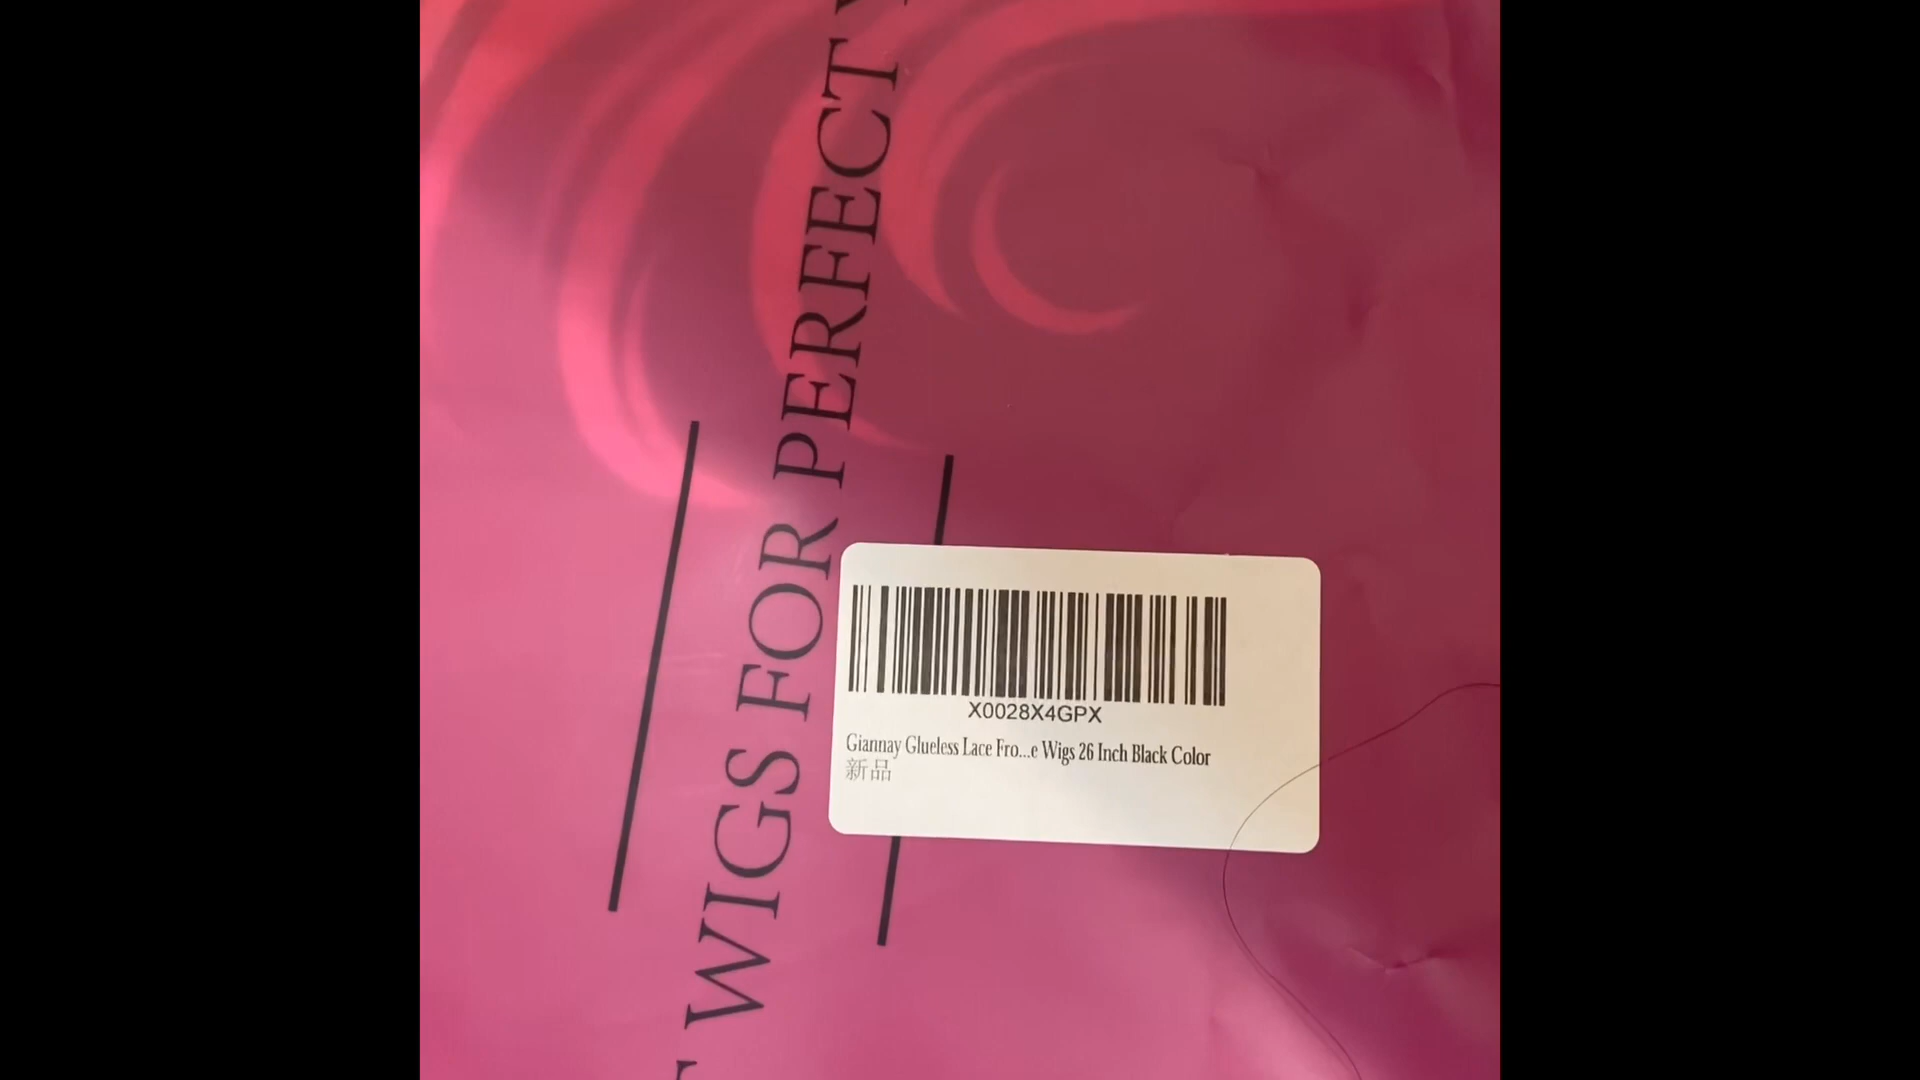 WIGS FOR PERFECT
X0028X4GPX
Giannay Glueless Lace Fro...e Wigs 26 Inch Black Color
新品